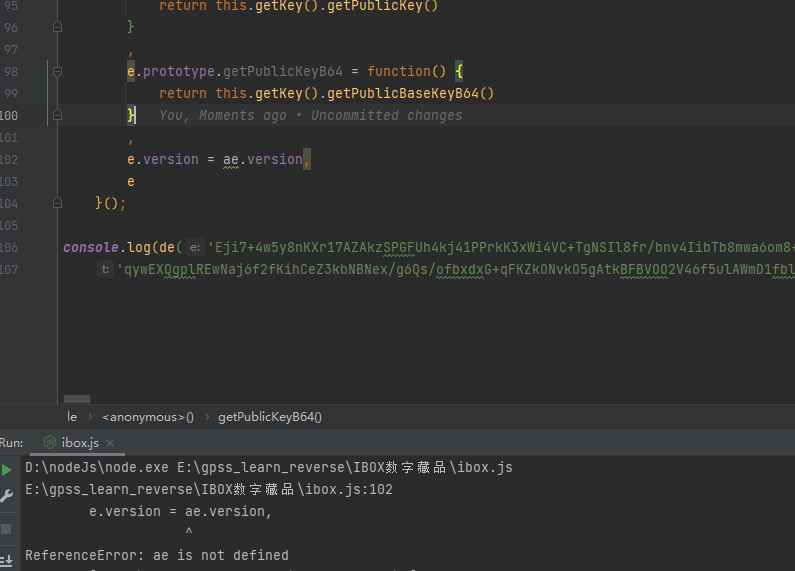 95 return this.getKey().getPublicKey()
96 }
97 ,
98 e.prototype.getPublicKeyB64 = function() {
99 return this.getKey().getPublicBaseKeyB64()
100 } You, Moments ago • Uncommitted changes
101 ,
102 e.version = ae.version,
103 e
104 }();
105
106 console.log(de( e: 'Eji7+4w5y8nKXr17AZAkzSPGFUh4kj41PPrkK3xWi4VC+TgNSIl8fr/bnv4IibTb8mwa6om8+
107 t: 'qywEXQgplREwNaj6f2fKihCeZ3kbNBNex/g6Qs/ofbxdxG+qFKZkONvkO5gAtkBFBVOO2V46f5ulAWmD1fbl
le > <anonymous>() > getPublicKeyB64()
Run: ibox.js ×
D:\nodeJs\node.exe E:\gpss_learn_reverse\IBOX数字藏品\ibox.js
E:\gpss_learn_reverse\IBOX数字藏品\ibox.js:102
e.version = ae.version,
^
ReferenceError: ae is not defined